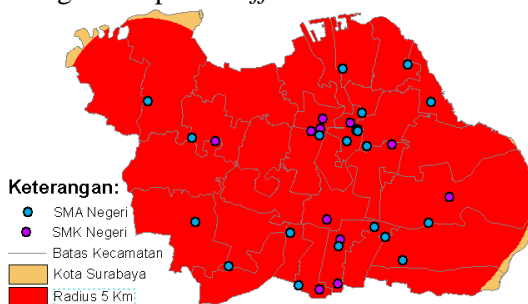 Keterangan:
SMA Negeri
SMK Negeri
Batas Kecamatan
Kota Surabaya
Radius 5 Km